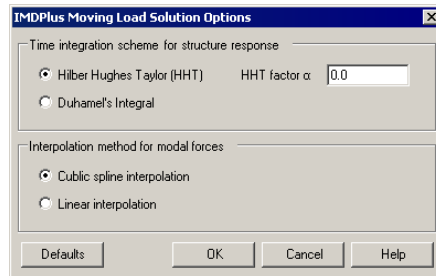 IMDPlus Moving Load Solution Options
Time integration scheme for structure response
Hilber Hughes Taylor (HHT) HHT factor α 0.0
Duhamel's Integral
Interpolation method for modal forces
Cublic spline interpolation
Linear interpolation
Defaults OK Cancel Help